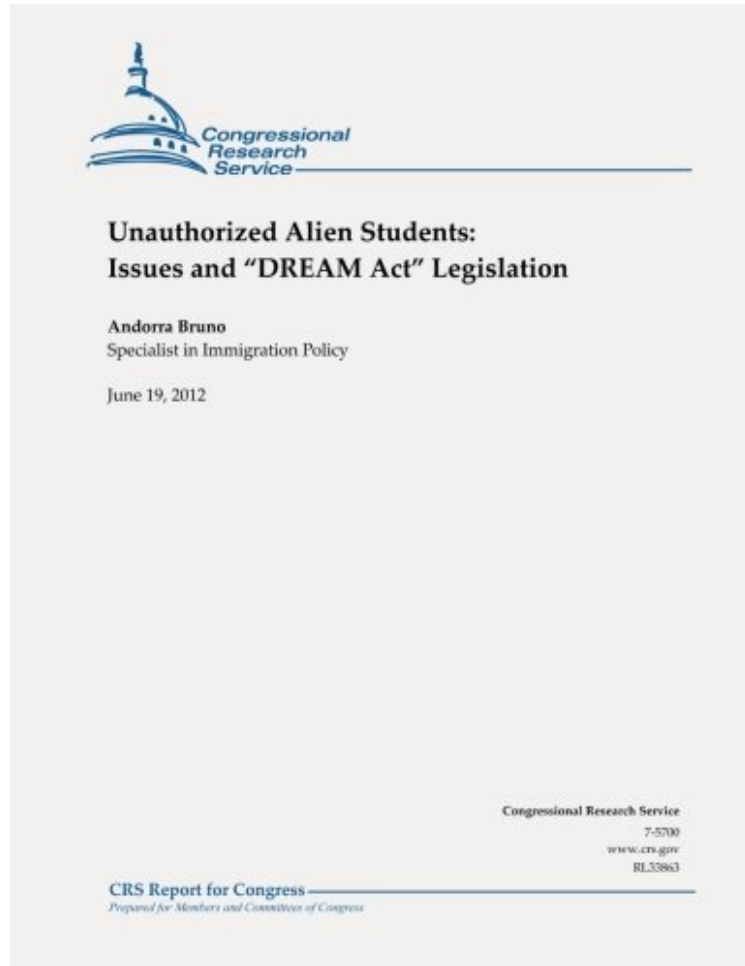 Congressional
Research
Service
Unauthorized Alien Students:
Issues and “DREAM Act” Legislation
Andorra Bruno
Specialist in Immigration Policy
June 19, 2012
Congressional Research Service
7-5700
www.crs.gov
RL33863
CRS Report for Congress
Prepared for Members and Committees of Congress